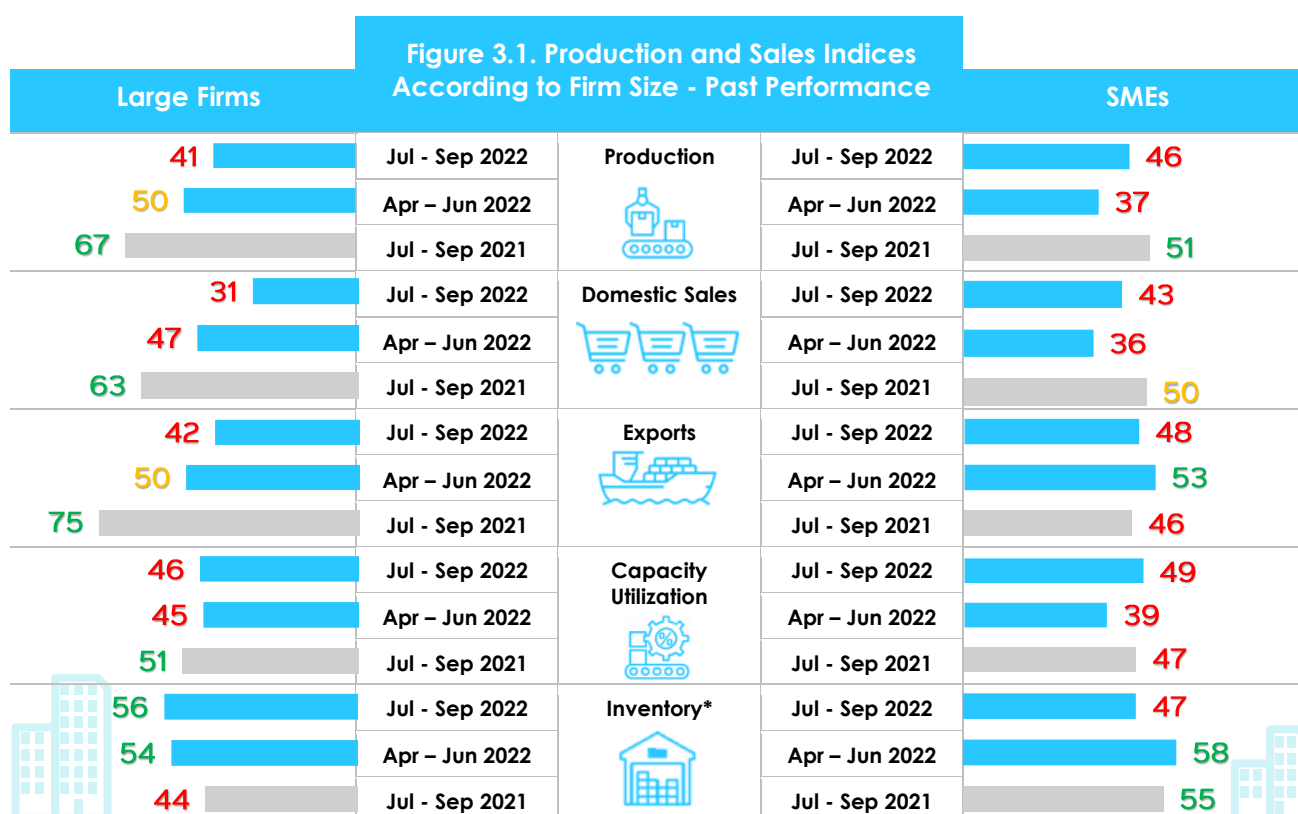 Figure 3.1. Production and Sales Indices
According to Firm Size - Past Performance
Large Firms
SMEs
41 Jul - Sep 2022 Production Jul - Sep 2022 46
50 Apr – Jun 2022 Apr – Jun 2022 37
67 Jul - Sep 2021 Jul - Sep 2021 51
31 Jul - Sep 2022 Domestic Sales Jul - Sep 2022 43
47 Apr – Jun 2022 Apr – Jun 2022 36
63 Jul - Sep 2021 Jul - Sep 2021 50
42 Jul - Sep 2022 Exports Jul - Sep 2022 48
50 Apr – Jun 2022 Apr – Jun 2022 53
75 Jul - Sep 2021 Jul - Sep 2021 46
46 Jul - Sep 2022 Capacity Jul - Sep 2022 49
Utilization
45 Apr – Jun 2022 Apr – Jun 2022 39
%
51 Jul - Sep 2021 Jul - Sep 2021 47
56 Jul - Sep 2022 Inventory* Jul - Sep 2022 47
54 Apr – Jun 2022 Apr – Jun 2022 58
44 Jul - Sep 2021 Jul - Sep 2021 55